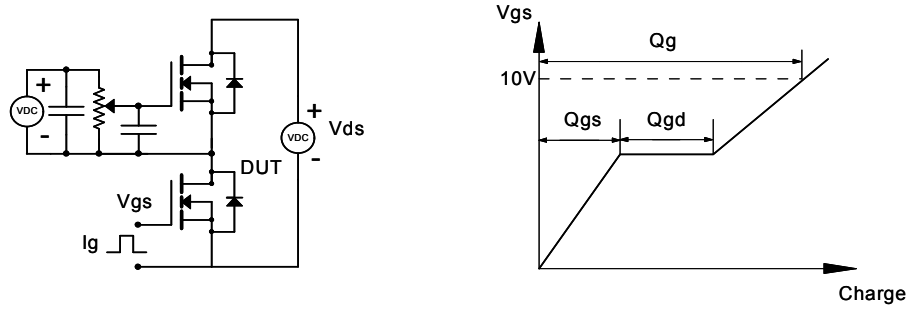 VDC
+
-
Vgs
Ig
DUT
VDC
+
-
Vds
Vgs
10V
Qg
Qgs
Qgd
Charge